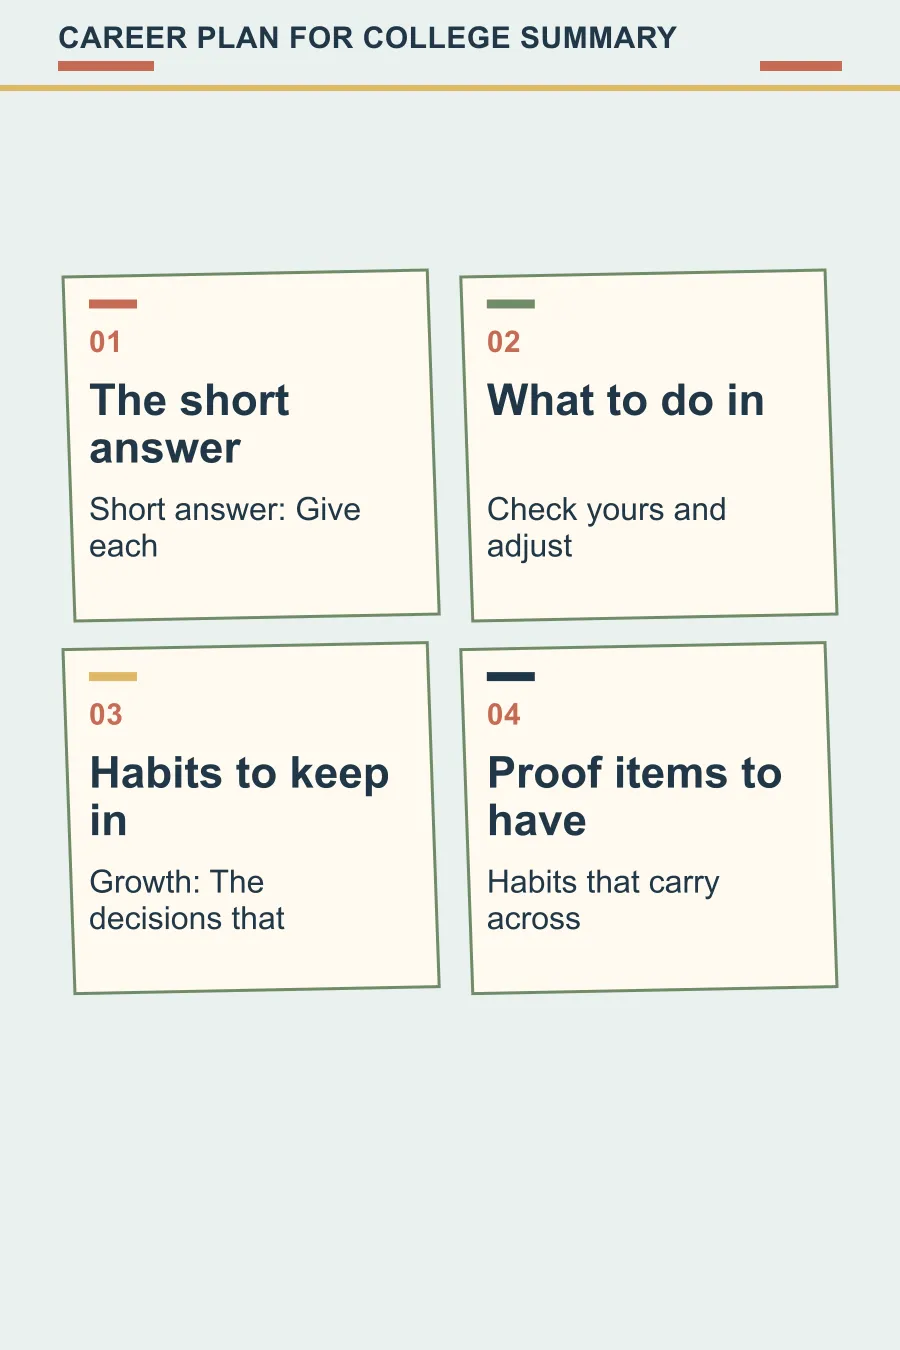 CAREER PLAN FOR COLLEGE SUMMARY
01
The short
answer
Short answer: Give
each
02
What to do in
Check yours and
adjust
03
Habits to keep
in
Growth: The
decisions that
04
Proof items to
have
Habits that carry
across